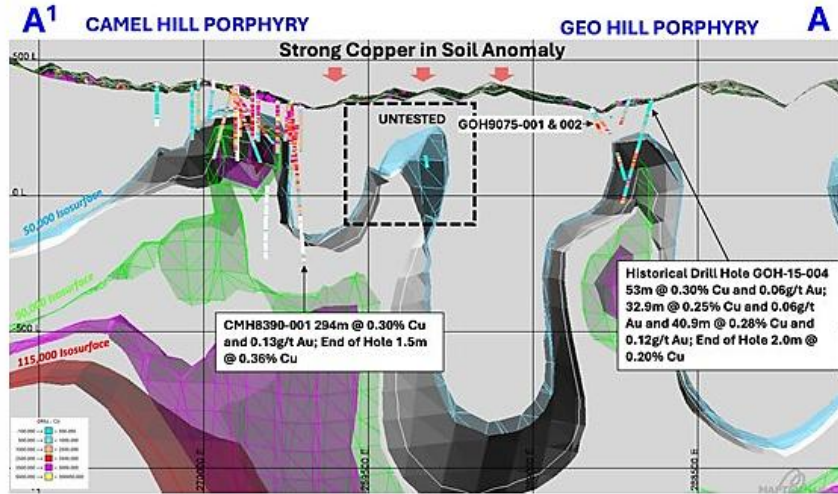 A¹ CAMEL HILL PORPHYRY GEO HILL PORPHYRY A
Strong Copper in Soil Anomaly
500 L
UNTESTED
GOH9075-001 & 002
0 L
50,000 Isosurface
90,000 Isosurface
Historical Drill Hole GOH-15-004
53m @ 0.30% Cu and 0.06g/t Au;
32.9m @ 0.25% Cu and 0.06g/t
Au and 40.9m @ 0.28% Cu and
0.12g/t Au; End of Hole 2.0m @
0.20% Cu
-500 L
CMH8390-001 294m @ 0.30% Cu
and 0.13g/t Au; End of Hole 1.5m
@ 0.36% Cu
115,000 Isosurface